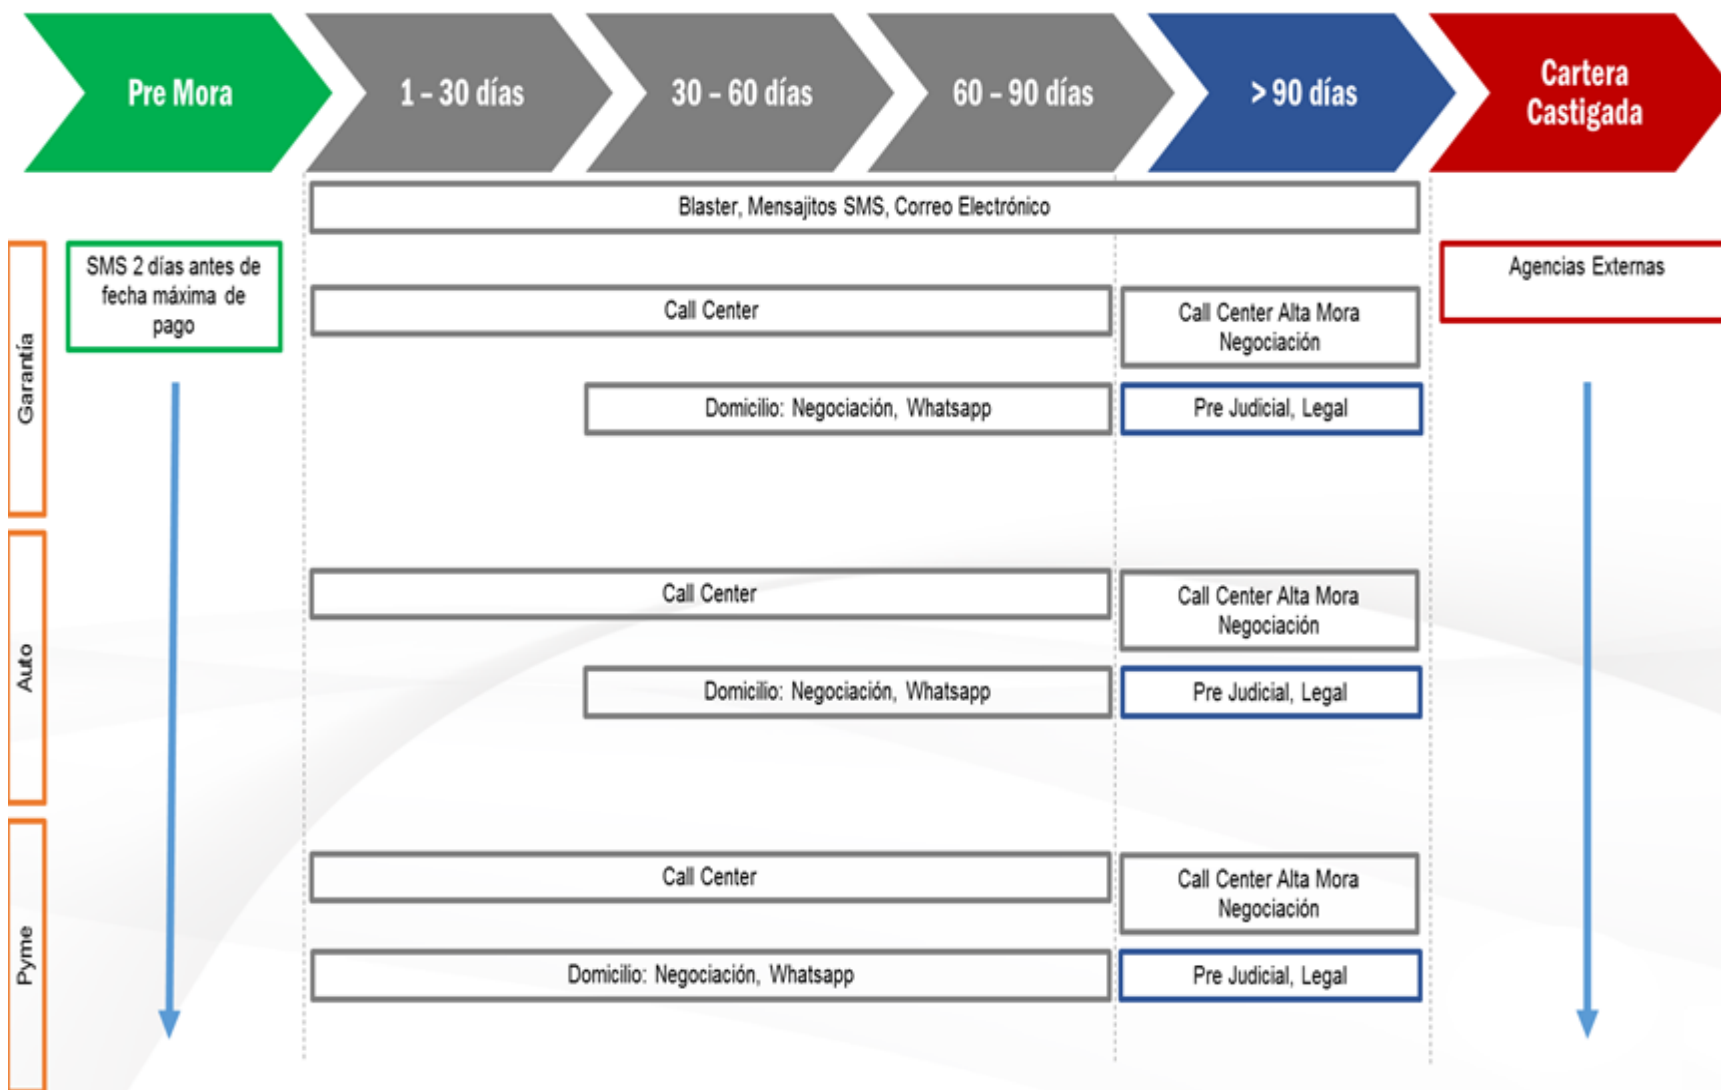 Pre Mora
1 – 30 días
30 – 60 días
60 – 90 días
> 90 días
Cartera
Castigada
Blaster, Mensajitos SMS, Correo Electrónico
Garantía
SMS 2 días antes de
fecha máxima de
pago
Call Center
Call Center Alta Mora
Negociación
Agencias Externas
Domicilio: Negociación, Whatsapp
Pre Judicial, Legal
Auto
Call Center
Call Center Alta Mora
Negociación
Domicilio: Negociación, Whatsapp
Pre Judicial, Legal
Pyme
Call Center
Call Center Alta Mora
Negociación
Domicilio: Negociación, Whatsapp
Pre Judicial, Legal